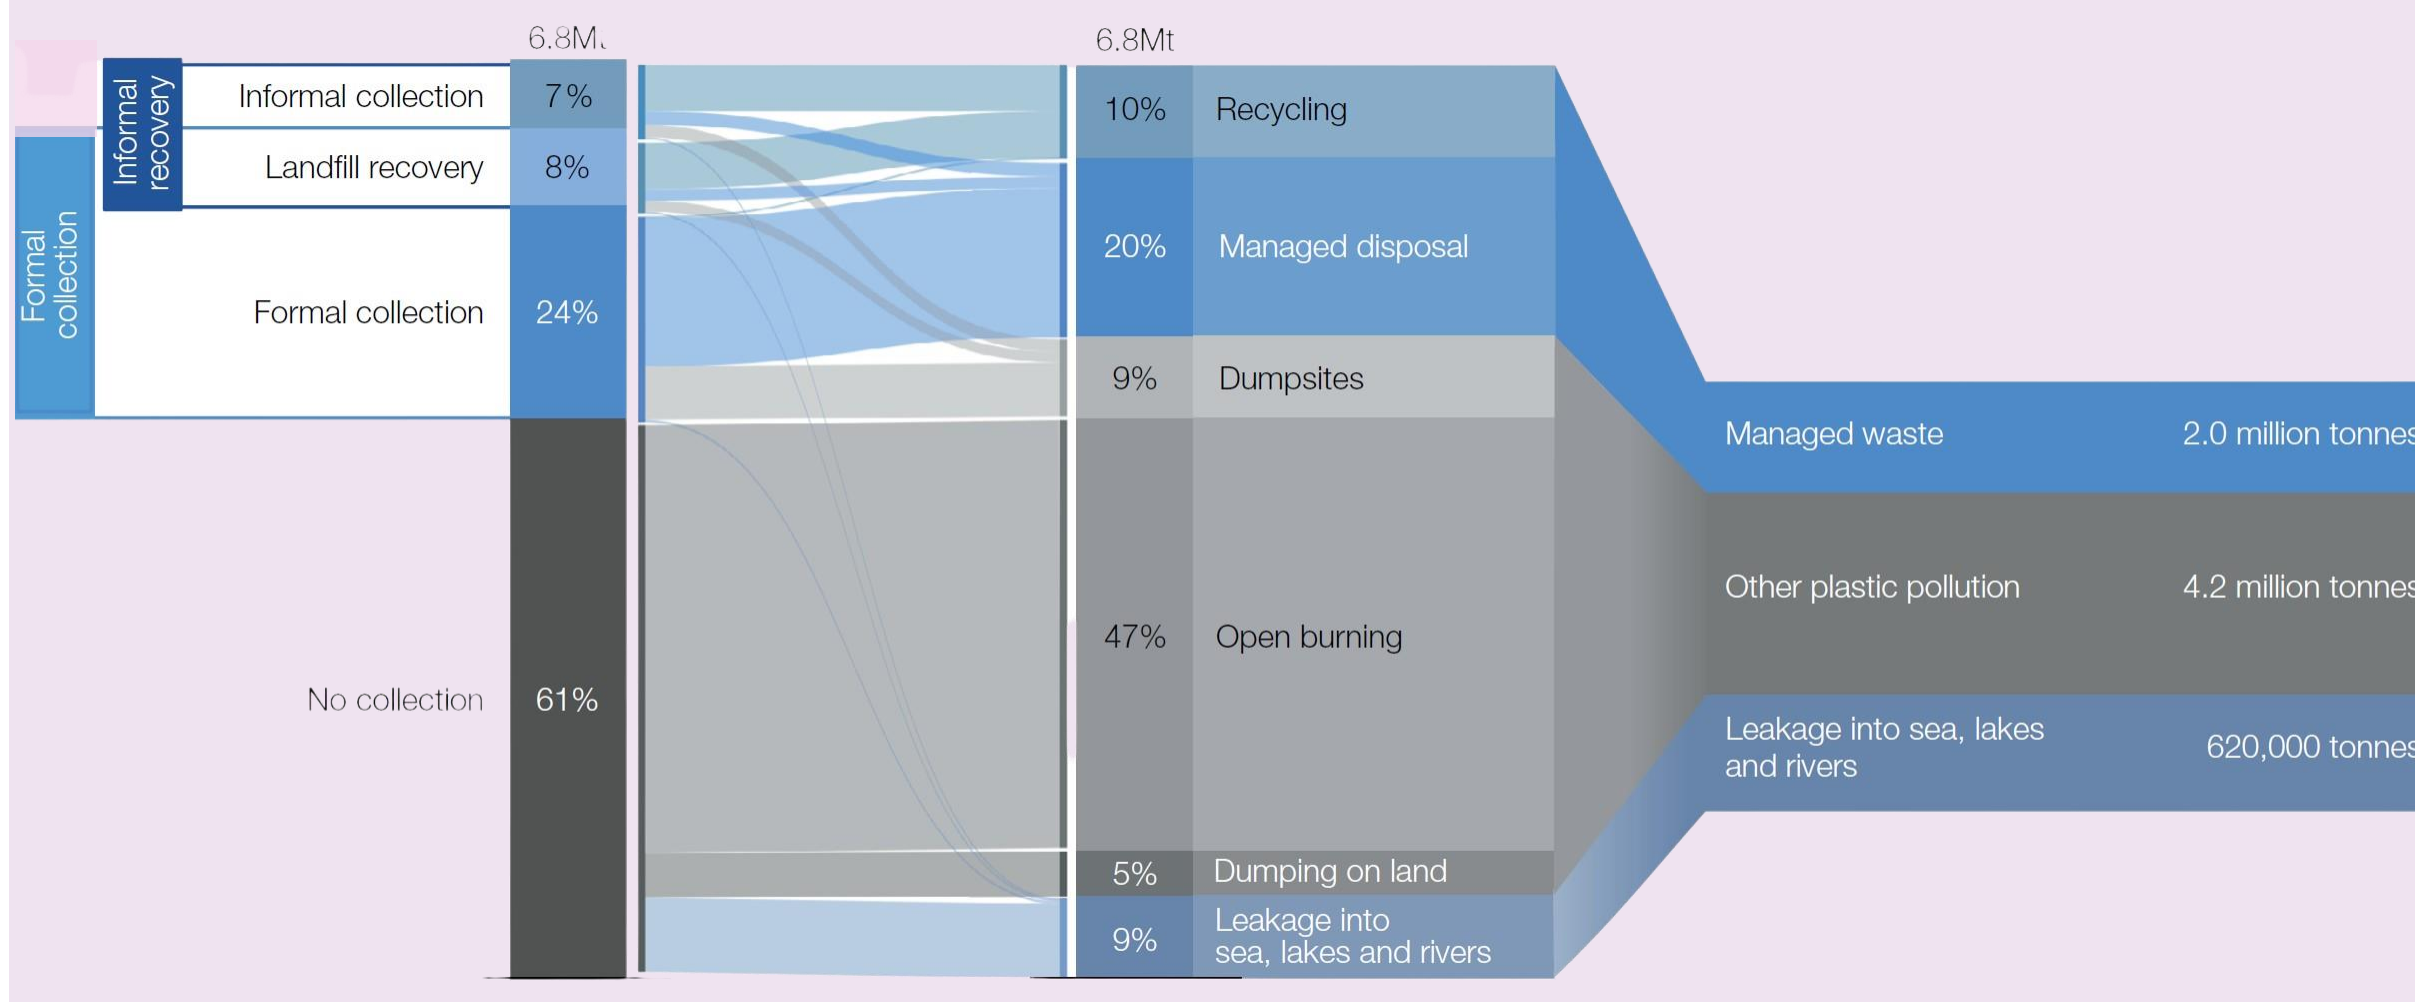 6.8M
6.8Mt
Informal
recovery
Formal
collection
Informal collection
7%
Landfill recovery
8%
Formal collection
24%
No collection
61%
10%
Recycling
20%
Managed disposal
9%
Dumpsites
47%
Open burning
5%
Dumping on land
9%
Leakage into
sea, lakes and rivers
Managed waste
2.0 million tonnes
Other plastic pollution
4.2 million tonnes
Leakage into sea, lakes
and rivers
620,000 tonnes